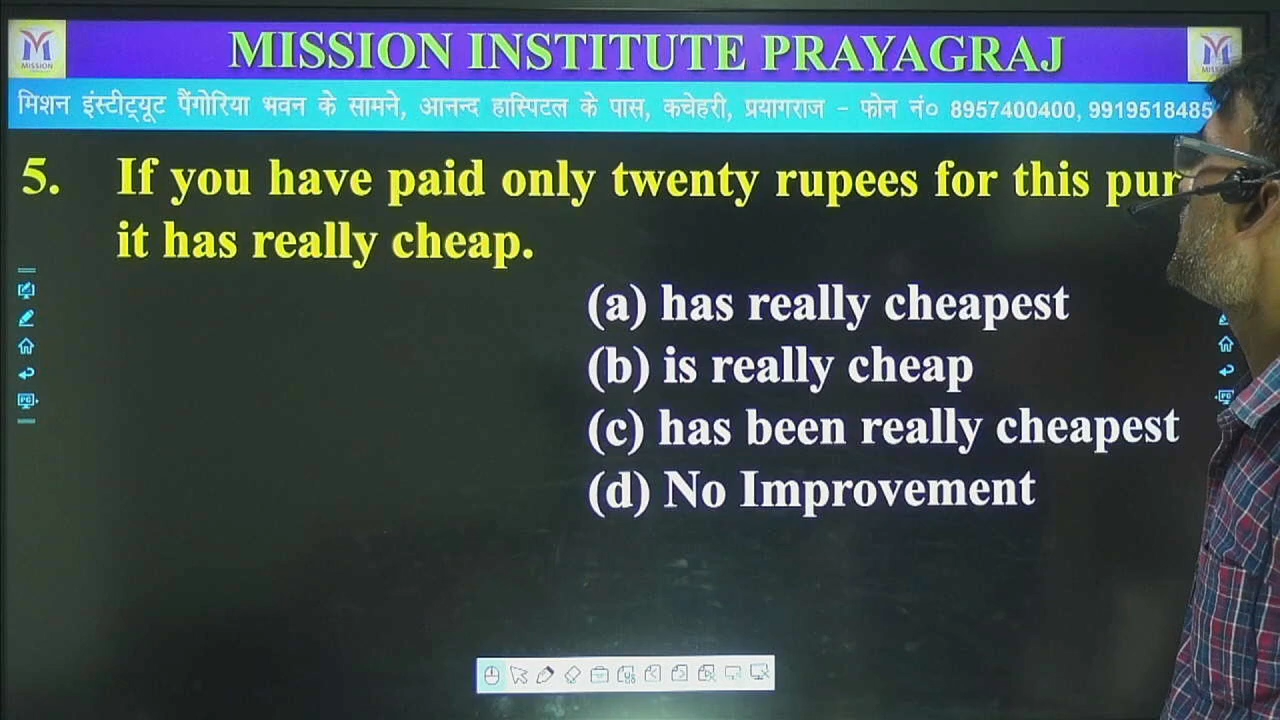 MISSION INSTITUTE PRAYAGRAJ
MISSION
मिशन इंस्टीट्यूट पैंगोरिया भवन के सामने, आनन्द हास्पिटल के पास, कचेहरी, प्रयागराज - फोन नं० 8957400400, 9919518485
5. If you have paid only twenty rupees for this
it has really cheap.
(a) has really cheapest
(b) is really cheap
(c) has been really cheapest
(d) No Improvement